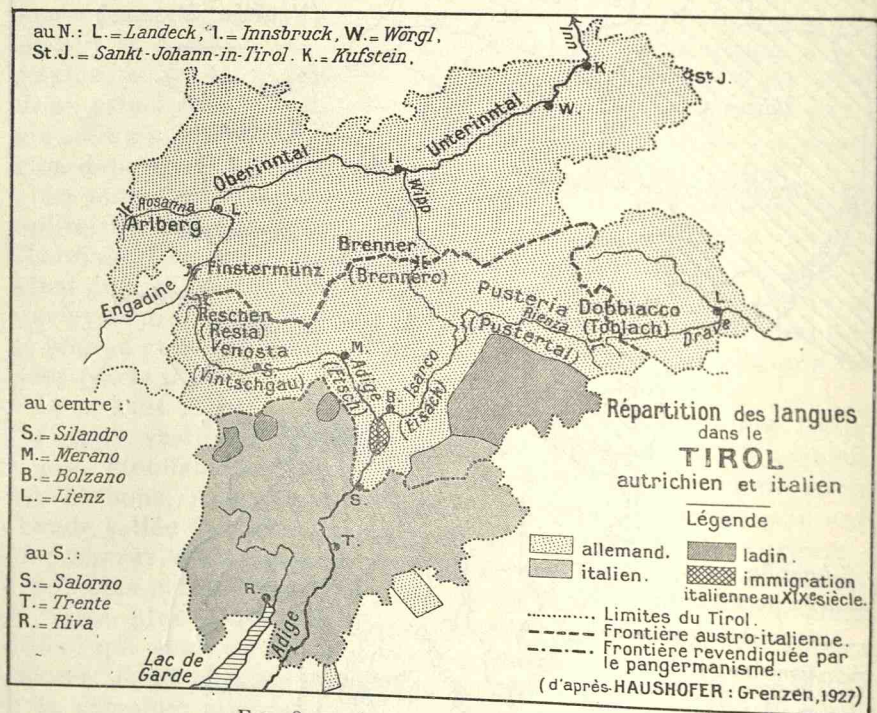 au N.: L.=Landeck, I.=Innsbruck, W.=Wörgl,
St.J.=Sankt-Johann-in-Tirol. K.=Kufstein,
Inn
K.
St J.
W.
Unterinntal
Oberinntal
I.
Wipp
Rosanna
L
Arlberg
Brenner
(Brennero)
Finstermünz
Engadine
Reschen
(Resia)
Venosta
S.
(Vintschgau)
M
Adige
(Etsch)
B
Isarco
(Eisack)
Pusteria
Rienza
(Pustertal)
Dobbiacco
(Toblach)
L.
Drave
au centre :
S.=Silandro
M.=Merano
B.=Bolzano
L.=Lienz
au S :
S.=Salorno
T.=Trente
R.=Riva
S.
T.
R.
Adige
Lac de
Garde
Répartition des langues
dans le
TIROL
autrichien et italien
Légende
allemand.
ladin.
italien.
immigration
italienne au XIXe siècle.
Limites du Tirol.
Frontière austro-italienne.
Frontière revendiquée par
le pangermanisme.
(d'après HAUSHOFER : Grenzen, 1927)